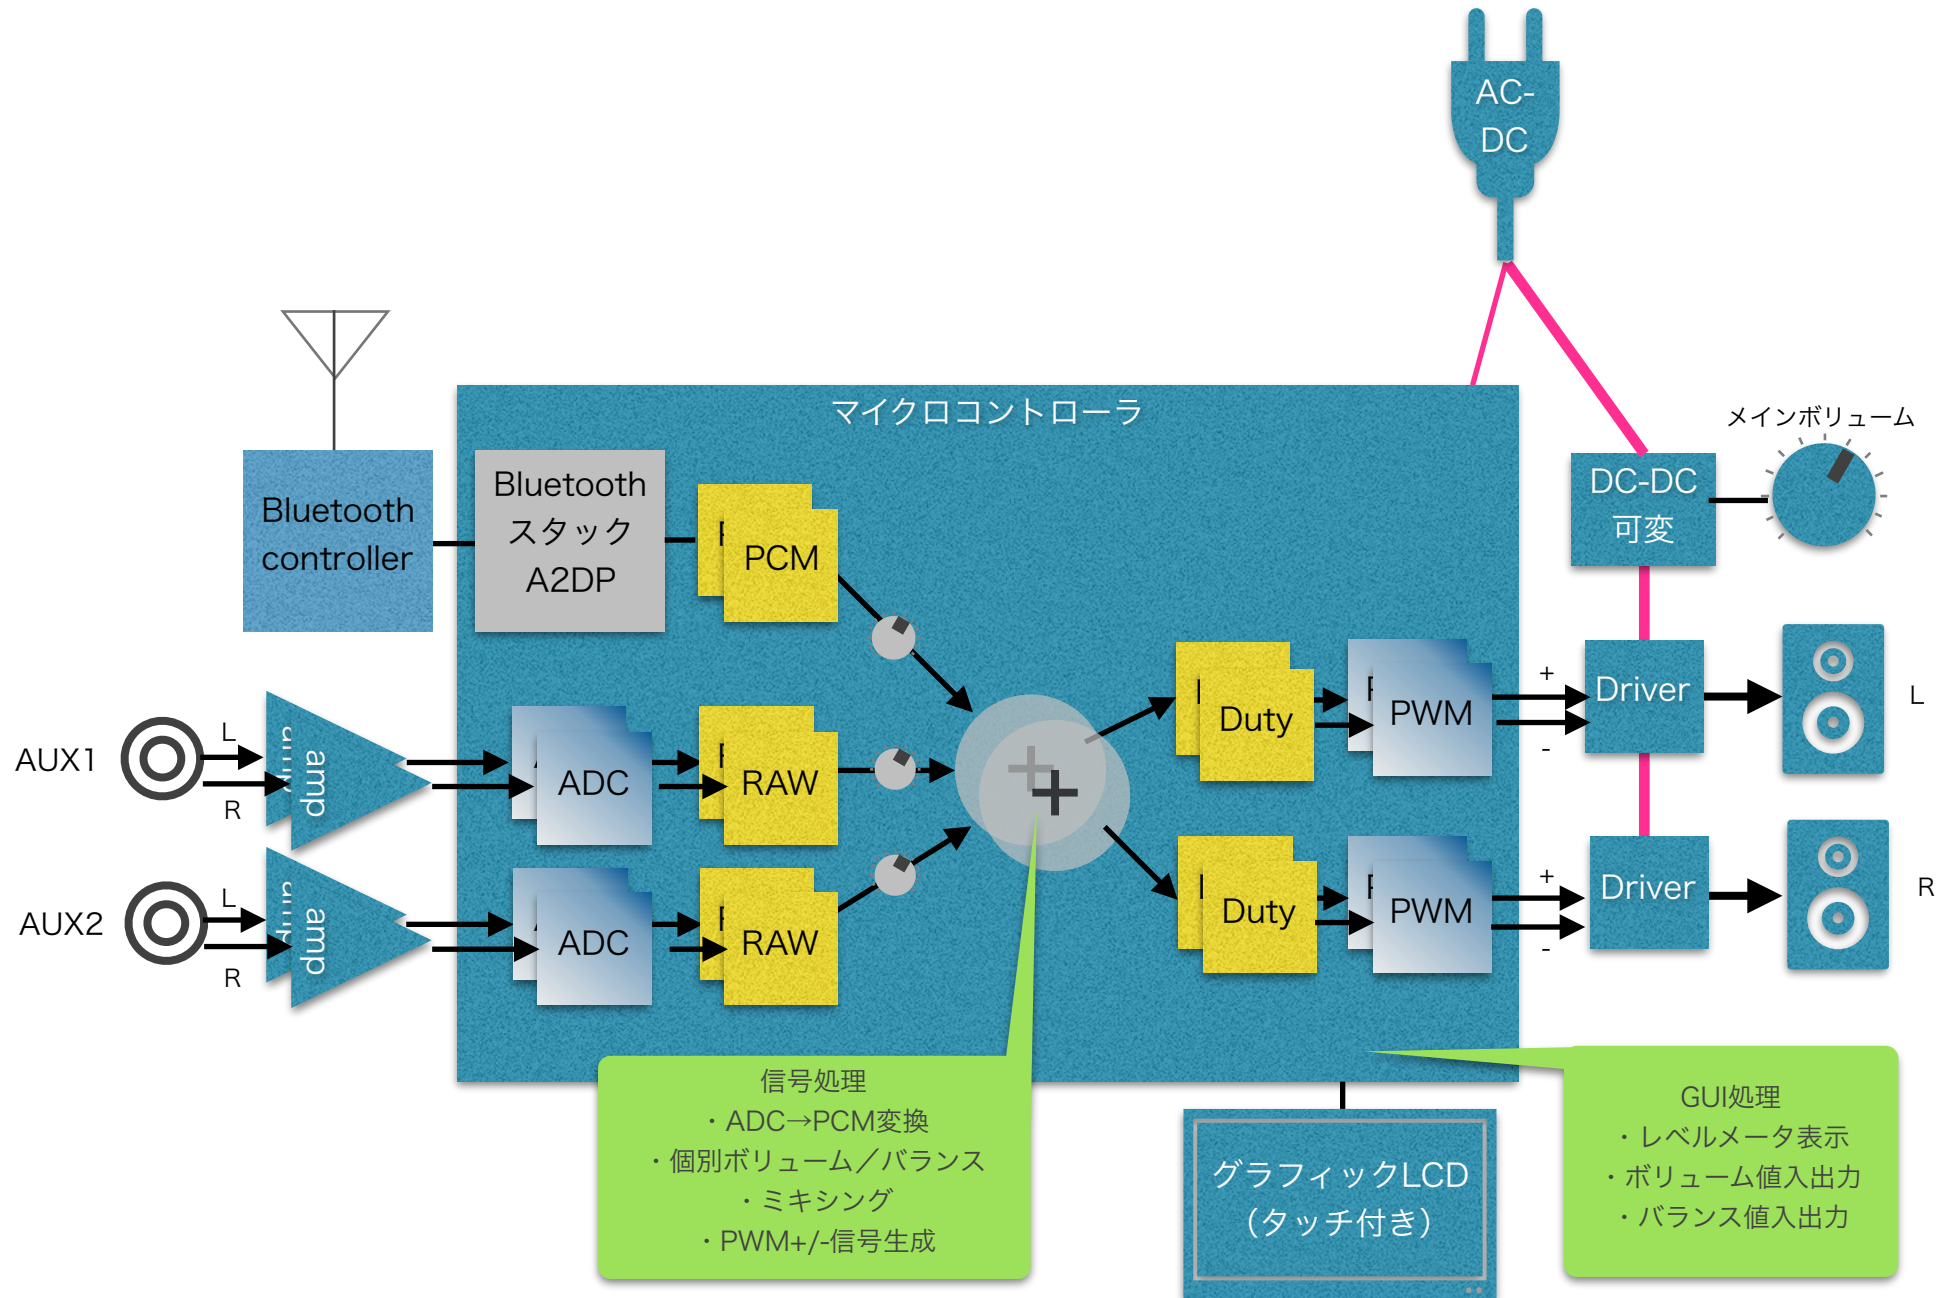 AC-
DC
マイクロコントローラ
メインボリューム
Bluetooth
controller
Bluetooth
スタック
A2DP
PCM
DC-DC
可変
AUX1
L
R
amp
ADC
RAW
Duty
PWM
+
-
Driver
L
AUX2
L
R
amp
ADC
RAW
Duty
PWM
+
-
Driver
R
信号処理
・ADC→PCM変換
・個別ボリューム／バランス
・ミキシング
・PWM+/-信号生成
グラフィックLCD
（タッチ付き）
GUI処理
・レベルメータ表示
・ボリューム値入出力
・バランス値入出力